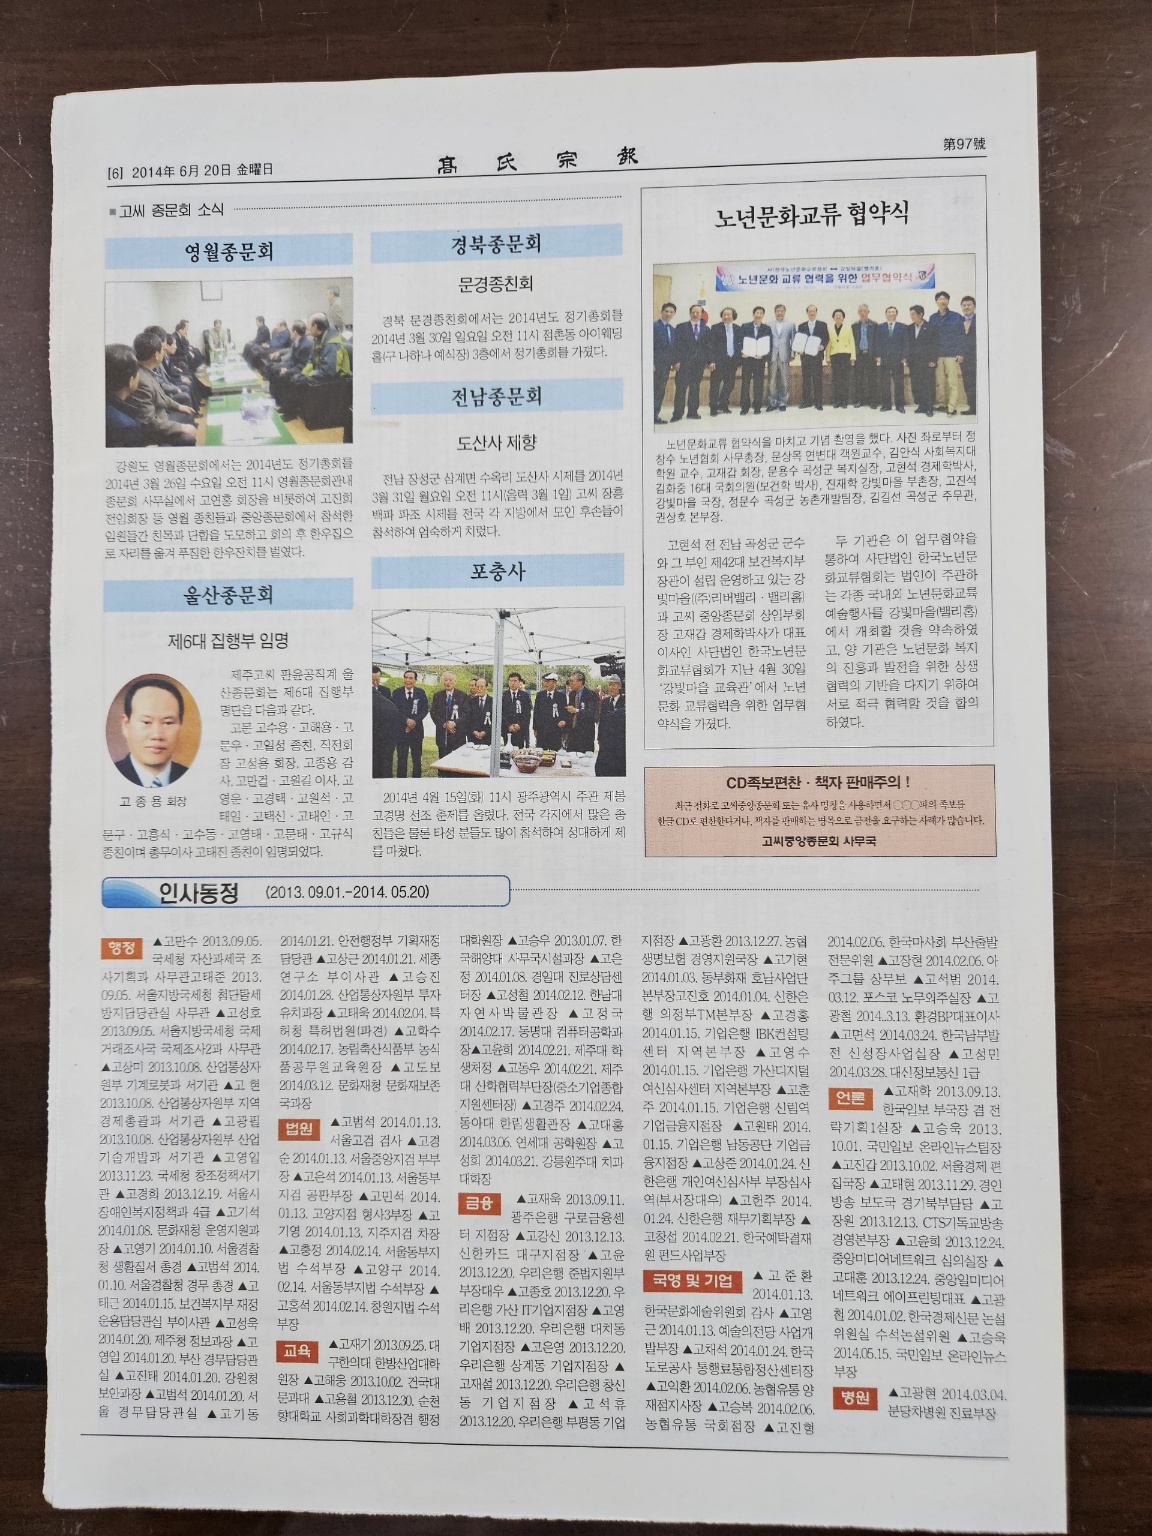 [6] 2014年 6月 20日 金曜日
髙氏宗報
第97號
■ 고씨 종문회 소식
영월종문회
강원도 영월종문회에서는 2014년도 정기총회를
2014년 3월 26일 수요일 오전 11시 영월종문회관내
종문회 사무실에서 고연홍 회장을 비롯하여 고진희
전임회장 등 영월 종친들과 중앙종문회에서 참석한
임원들간 친목과 단합을 도모하고 회의 후 한우집으
로 자리를 옮겨 푸짐한 한우잔치를 벌였다.
울산종문회
제6대 집행부 임명
고 종 용 회장
제주고씨 판윤공직계 울
산종문회는 제6대 집행부
명단을 다음과 같다.
고문 고수용·고해용·고
문우·고일성 종친, 직전회
장 고성용 회장, 고종용 감
사, 고만겁·고원길 이사, 고
영운·고경택·고원석·고
태일·고택신·고태인·고
문구·고흥식·고수동·고영태·고문태·고규식
종친이며 총무이사 고태진 종친이 임명되었다.
경북종문회
문경종친회
경북 문경종친회에서는 2014년도 정기총회를
2014년 3월 30일 일요일 오전 11시 점촌동 아이웨딩
홀(구 나하나 예식장) 3층에서 정기총회를 가졌다.
전남종문회
도산사 제향
전남 장성군 삼계면 수옥리 도산사 시제를 2014년
3월 31일 월요일 오전 11시(음력 3월 1일) 고씨 장흥
백파 파조 시제를 전국 각 지방에서 모인 후손들이
참석하여 엄숙하게 치렀다.
포충사
2014년 4월 15일(화) 11시 광주광역시 주관 제봉
고경명 선조 춘제를 올렸다. 전국 각지에서 많은 종
친들은 물론 타성 분들도 많이 참석하여 성대하게 제
를 마쳤다.
노년문화교류 협약식
노년문화 교류 협력을 위한 업무협약식
노년문화교류 협약식을 마치고 기념 촬영을 했다. 사진 좌로부터 정
창수 노년협회 사무총장, 문상목 연변대 객원교수, 김안식 사회복지대
학원 교수, 고재갑 회장, 문용수 곡성군 복지실장, 고현석 경제학박사,
김화중 16대 국회의원(보건학 박사), 진재학 강빛마을 부촌장, 고진석
강빛마을 국장, 정문수 곡성군 농촌개발팀장, 김길선 곡성군 주무관,
권상호 본부장.
고현석 전 전남 곡성군 군수
와 그 부인 제42대 보건복지부
장관이 설립 운영하고 있는 강
빛마을((주)리버밸리·밸리홈)
과 고씨 중앙종문회 상임부회
장 고재갑 경제학박사가 대표
이사인 사단법인 한국노년문
화교류협회가 지난 4월 30일
'강빛마을 교육관'에서 노년
문화 교류협력을 위한 업무협
약식을 가졌다.
두 기관은 이 업무협약을
통하여 사단법인 한국노년문
화교류협회는 법인이 주관하
는 각종 국내외 노년문화교육
예술행사를 강빛마을(밸리홈)
에서 개최할 것을 약속하였
고, 양 기관은 노년문화 복지
의 진흥과 발전을 위한 상생
협력의 기반을 다지기 위하여
서로 적극 협력할 것을 합의
하였다.
CD족보편찬·책자 판매주의!
최근 전화로 고씨중앙종문회 또는 유사 명칭을 사용하면서 〇〇〇파의 족보를
한글 CD로 편찬한다거나, 책자를 판매하는 명목으로 금전을 요구하는 사례가 많습니다.
고씨중앙종문회 사무국
인사동정 (2013. 09.01.-2014. 05.20)
행정 ▲고만수 2013.09.05.
국세청 자산과세국 조
사기획과 사무관고태준 2013.
09.05. 서울지방국세청 첨단탈세
방지담당관실 사무관 ▲고성호
2013.09.05. 서울지방국세청 국제
거래조사국 국제조사2과 사무관
▲고상미 2013.10.08. 산업통상자
원부 기계로봇과 서기관 ▲고 현
2013.10.08. 산업통상자원부 지역
경제총괄과 서기관 ▲고광필
2013.10.08. 산업통상자원부 산업
기술개발과 서기관 ▲고영일
2013.11.23. 국세청 창조정책서기
관 ▲고경희 2013.12.19. 서울시
장애인복지정책과 4급 ▲고기석
2014.01.08. 문화재청 운영지원과
장 ▲고영기 2014.01.10. 서울경찰
청 생활질서 총경 ▲고범석 2014.
01.10. 서울경찰청 경무 총경 ▲고
태근 2014.01.15. 보건복지부 재정
운용담당관실 부이사관 ▲고성욱
2014.01.20. 제주청 정보과장 ▲고
영일 2014.01.20. 부산 경무담당관
실 ▲고진태 2014.01.20. 강원청
보안과장 ▲고범석 2014.01.20. 서
울 경무담당관실 ▲고기동
2014.01.21. 안전행정부 기획재정
담당관 ▲고상근 2014.01.21. 세종
연구소 부이사관 ▲고승진
2014.01.28. 산업통상자원부 투자
유치과장 ▲고태욱 2014.02.04. 특
허청 특허법원(파견) ▲고학수
2014.02.17. 농림축산식품부 농식
품공무원교육원장 ▲고도보
2014.03.12. 문화재청 문화재보존
국과장
법원 ▲고범석 2014.01.13.
서울고검 검사 ▲고경
순 2014.01.13. 서울중앙지검 부부
장 ▲고은석 2014.01.13. 서울동부
지검 공판부장 ▲고민석 2014.
01.13. 고양지점 형사3부장 ▲고
기영 2014.01.13. 지주지검 차장
▲고충정 2014.02.14. 서울동부지
법 수석부장 ▲고양구 2014.
02.14. 서울동부지법 수석부장 ▲
고홍석 2014.02.14. 창원지법 수석
부장
교육 ▲고재기 2013.09.25. 대
구한의대 한방산업대학
원장 ▲고해웅 2013.10.02. 건국대
문과대 ▲고용철 2013.12.30. 순천
향대학교 사회과학대학장겸 행정
대학원장 ▲고승우 2013.01.07. 한
국해양대 사무국시설과장 ▲고은
정 2014.01.08. 경일대 진로상담센
터장 ▲고성철 2014.02.12. 한남대
자연사박물관장 ▲고정국
2014.02.17. 동명대 컴퓨터공학과
장▲고윤희 2014.02.21. 제주대 학
생처정 ▲고동우 2014.02.21. 제주
대 산학협력부단장(중소기업종합
지원센터장) ▲고경주 2014.02.24.
동아대 한림생활관장 ▲고대홍
2014.03.06. 연세대 공학원장 ▲고
성희 2014.03.21. 강릉원주대 치과
대학장
금융 ▲고재욱 2013.09.11.
광주은행 구로금융센
터 지점장 ▲고강신 2013.12.13.
신한카드 대구지점장 ▲고윤
2013.12.20. 우리은행 준법지원부
부장대우 ▲고종호 2013.12.20. 우
리은행 가산 IT기업지점장 ▲고영
배 2013.12.20. 우리은행 대치동
기업지점장 ▲고은영 2013.12.20.
우리은행 상계동 기업지점장 ▲
고재설 2013.12.20. 우리은행 창신
동 기업지점장 ▲고석휴
2013.12.20. 우리은행 부평동 기업
지점장 ▲고광환 2013.12.27. 농협
생명보험 경영지원국장 ▲고기현
2014.01.03. 동부화재 호남사업단
본부장고진호 2014.01.04. 신한은
행 의정부TM본부장 ▲고경홍
2014.01.15. 기업은행 IBK컨설팅
센터 지역본부장 ▲고영수
2014.01.15. 기업은행 가산디지털
여신심사센터 지역본부장 ▲고훈
주 2014.01.15. 기업은행 신림역
기업금융지점장 ▲고원태 2014.
01.15. 기업은행 남동공단 기업금
융지점장 ▲고상준 2014.01.24. 신
한은행 개인여신심사부 부장심사
역(부서장대우) ▲고헌주 2014.
01.24. 신한은행 재무기획부장 ▲
고창섭 2014.02.21. 한국예탁결재
원 펀드사업부장
국영 및 기업 ▲고준환
2014.01.13.
한국문화예술위원회 감사 ▲고영
근 2014.01.13. 예술의전당 사업개
발부장 ▲고채석 2014.01.24. 한국
도로공사 통행료통합정산센터장
▲고익환 2014.02.06. 농협유통 양
재점지사장 ▲고승복 2014.02.06.
농협유통 국회점장 ▲고진형
2014.02.06. 한국마사회 부산출발
전문위원 ▲고장현 2014.02.06. 아
주그룹 상무보 ▲고서범 2014.
03.12. 포스코 노무외주실장 ▲고
광철 2014..3.13. 환경BP대표이사
▲고면석 2014.03.24. 한국남부발
전 신성장사업실장 ▲고성민
2014.03.28. 대신정보통신 1급
언론 ▲고재학 2013.09.13.
한국일보 부국장 겸 전
략기획1실장 ▲고승욱 2013.
10.01. 국민일보 온라인뉴스팀장
▲고진갑 2013.10.02. 서울경제 편
집국장 ▲고태형 2013.11.29. 경인
방송 보도국 경기북부담당 ▲고
장원 2013.12.13. CTS기독교방송
경영본부장 ▲고윤희 2013.12.24.
중앙미디어네트워크 심의실장 ▲
고대훈 2013.12.24. 중앙일미디어
네트워크 에이프린팅대표 ▲고광
철 2014.01.02. 한국경제신문 논설
위원실 수석논설위원 ▲고승욱
2014.05.15. 국민일보 온라인뉴스
부장
병원 ▲고광현 2014.03.04.
분당차병원 진료부장